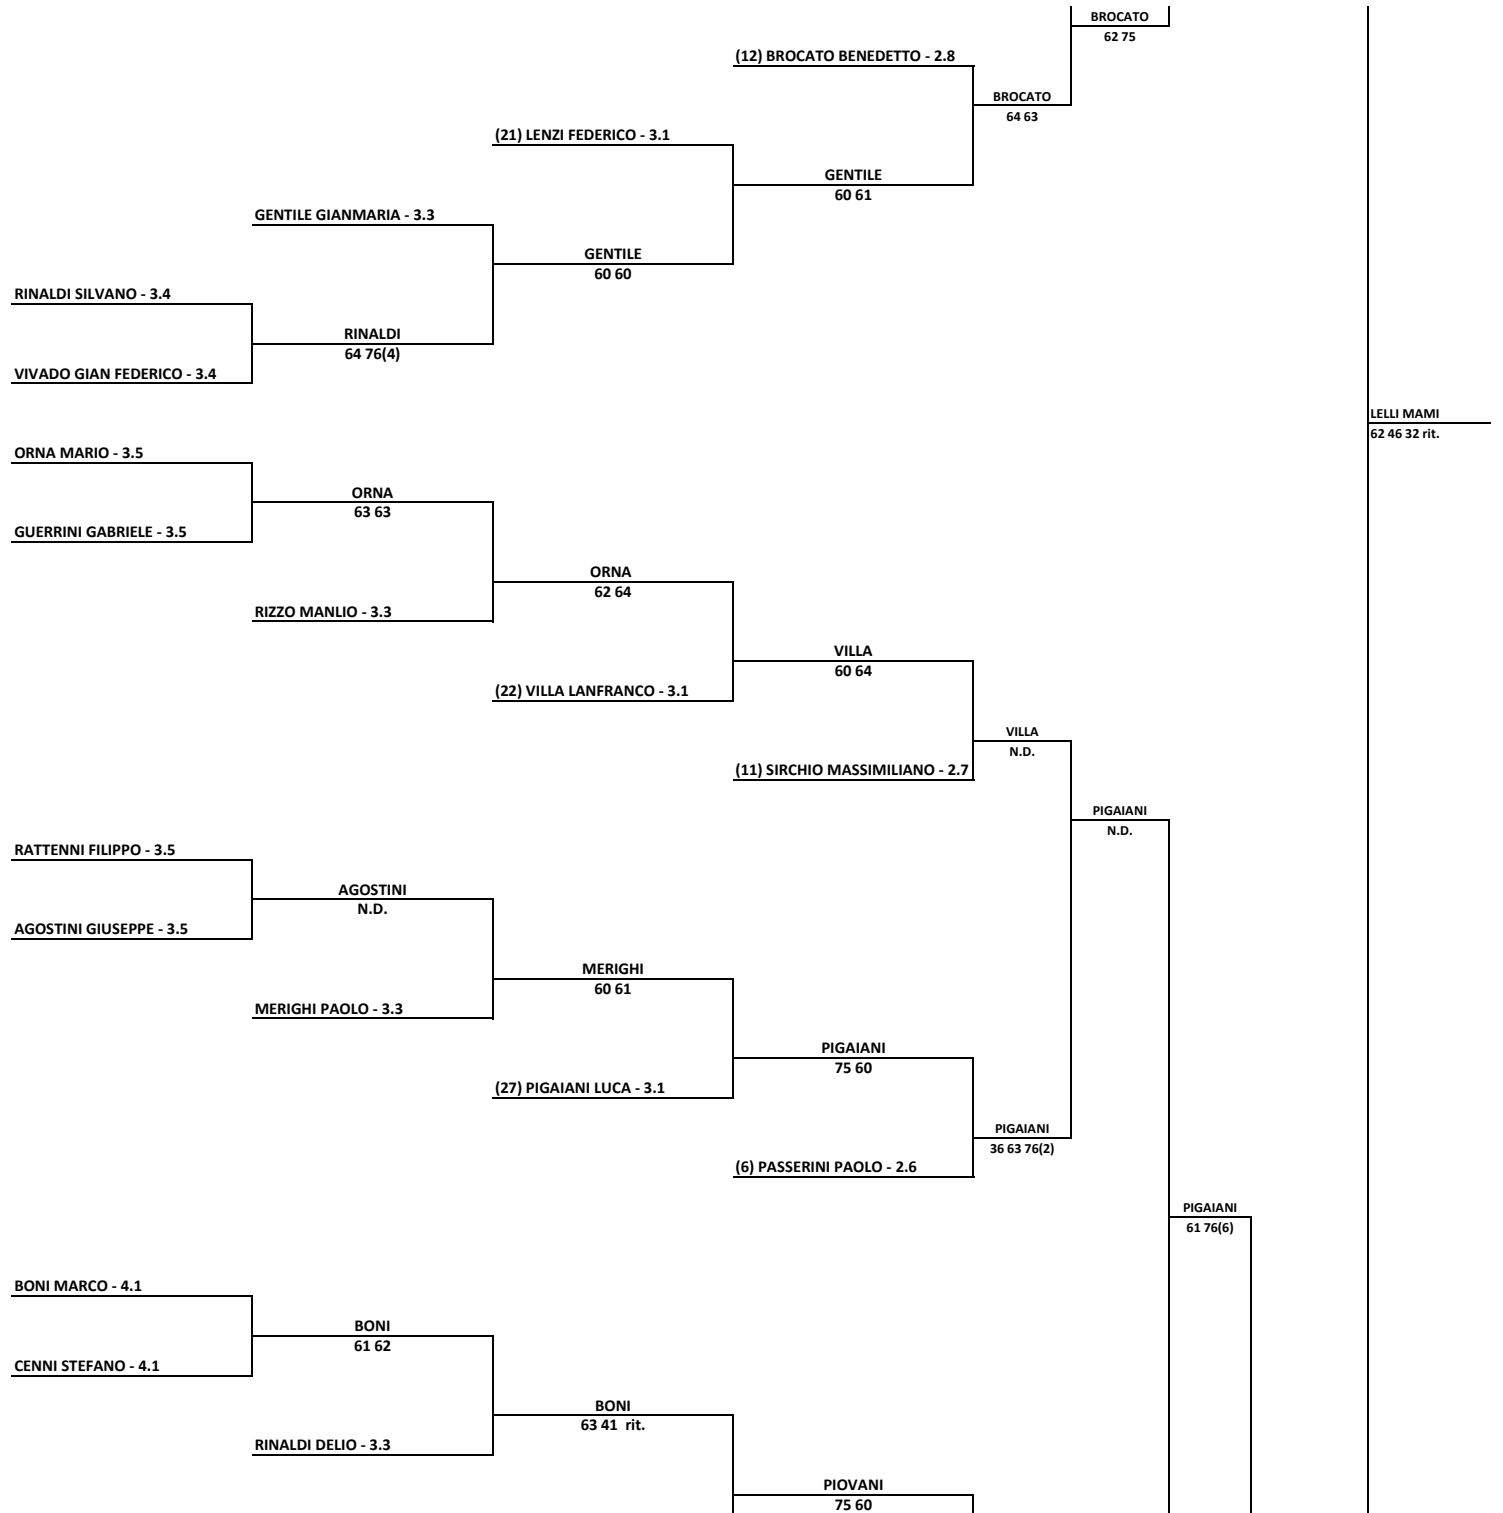 BROCATO
62 75
(12) BROCATO BENEDETTO - 2.8
BROCATO
64 63
(21) LENZI FEDERICO - 3.1
GENTILE
60 61
GENTILE GIANMARIA - 3.3
GENTILE
60 60
RINALDI SILVANO - 3.4
RINALDI
64 76(4)
VIVADO GIAN FEDERICO - 3.4
LELLI MAMI
62 46 32 rit.
ORNA MARIO - 3.5
ORNA
63 63
GUERRINI GABRIELE - 3.5
ORNA
62 64
RIZZO MANLIO - 3.3
VILLA
60 64
(22) VILLA LANFRANCO - 3.1
VILLA
N.D.
(11) SIRCHIO MASSIMILIANO - 2.7
PIGAIANI
N.D.
RATTENNI FILIPPO - 3.5
AGOSTINI
N.D.
AGOSTINI GIUSEPPE - 3.5
MERIGHI
60 61
MERIGHI PAOLO - 3.3
PIGAIANI
75 60
(27) PIGAIANI LUCA - 3.1
PIGAIANI
36 63 76(2)
(6) PASSERINI PAOLO - 2.6
PIGAIANI
61 76(6)
BONI MARCO - 4.1
BONI
61 62
CENNI STEFANO - 4.1
BONI
63 41 rit.
RINALDI DELIO - 3.3
PIOVANI
75 60